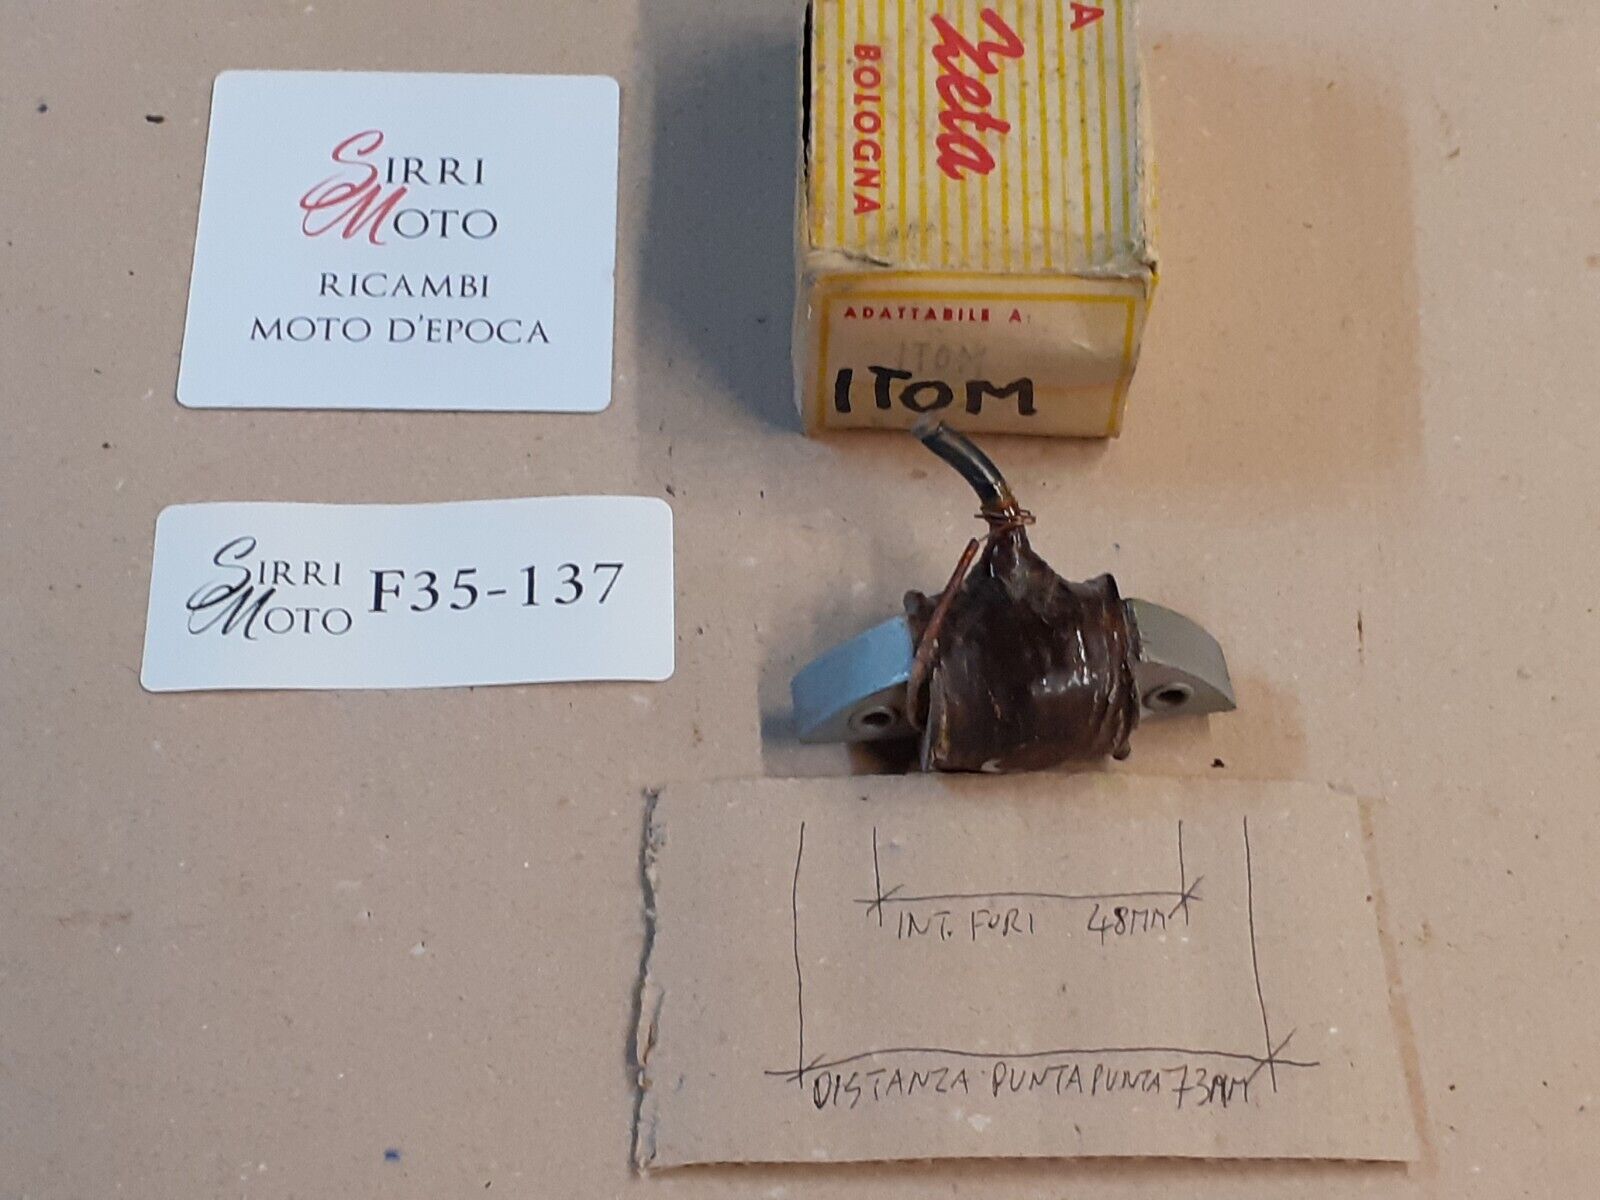 SIRRI
MOTO
RICAMBI
MOTO D'EPOCA
A
Zeta
BOLOGNA
ADATTABILE A:
ITOM
ITOM
SIRRI
MOTO
F35-137
INT. FORI 48MM
DISTANZA PUNTA PUNTA 73MM